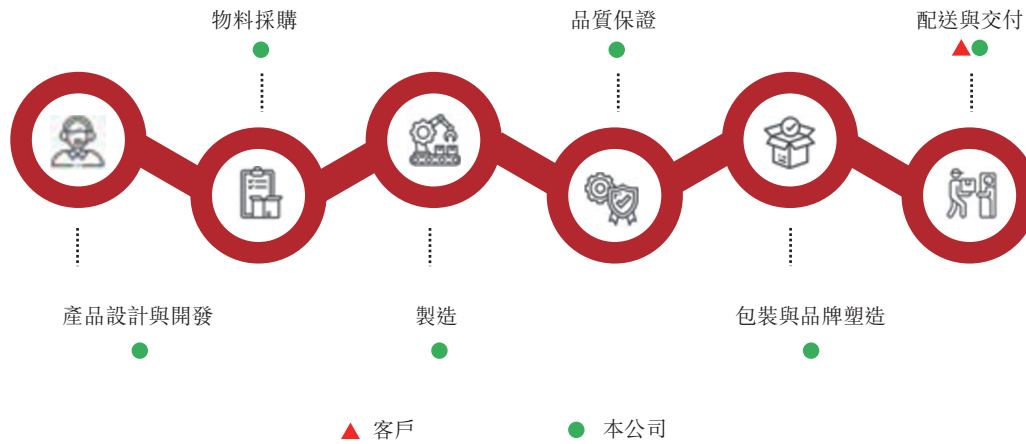 物料採購
品質保證
配送與交付
產品設計與開發
製造
包裝與品牌塑造
客戶
本公司